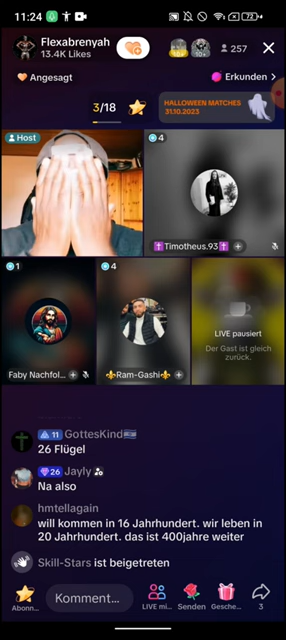 11:24
72
Flexabrenyah
13.4K Likes
257
Angesagt
Erkunden >
3/18
HALLOWEEN MATCHES
31.10.2023
Host
4
Timotheus.93
1
Faby Nachfol...
4
Ram-Gashi
LIVE pausiert
Der Gast ist gleich
zurück.
11 GottesKind
26 Flügel
26 Jayly
Na also
hmtellagain
will kommen in 16 Jahrhundert. wir leben in
20 Jahrhundert. das ist 400jahre weiter
Skill-Stars ist beigetreten
Komment...
Abonn...
LIVE mi...
Senden
Gesche...
3